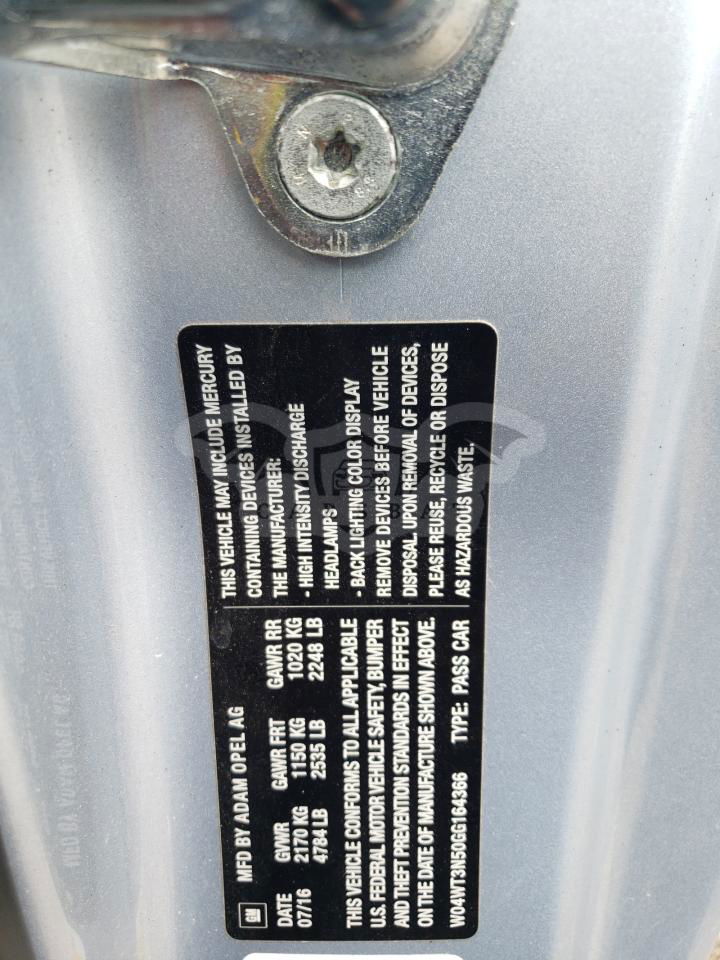 GM
MFD BY ADAM OPEL AG
DATE GVWR GAWR FRT GAWR RR
07/16 2170 KG 1150 KG 1020 KG
4784 LB 2535 LB 2248 LB
THIS VEHICLE CONFORMS TO ALL APPLICABLE
U.S. FEDERAL MOTOR VEHICLE SAFETY, BUMPER
AND THEFT PREVENTION STANDARDS IN EFFECT
ON THE DATE OF MANUFACTURE SHOWN ABOVE.
W04WT3N50GG164366 TYPE: PASS CAR
THIS VEHICLE MAY INCLUDE MERCURY
CONTAINING DEVICES INSTALLED BY
THE MANUFACTURER:
- HIGH INTENSITY DISCHARGE
HEADLAMPS
- BACK LIGHTING COLOR DISPLAY
REMOVE DEVICES BEFORE VEHICLE
DISPOSAL. UPON REMOVAL OF DEVICES,
PLEASE REUSE, RECYCLE OR DISPOSE
AS HAZARDOUS WASTE.
8.8